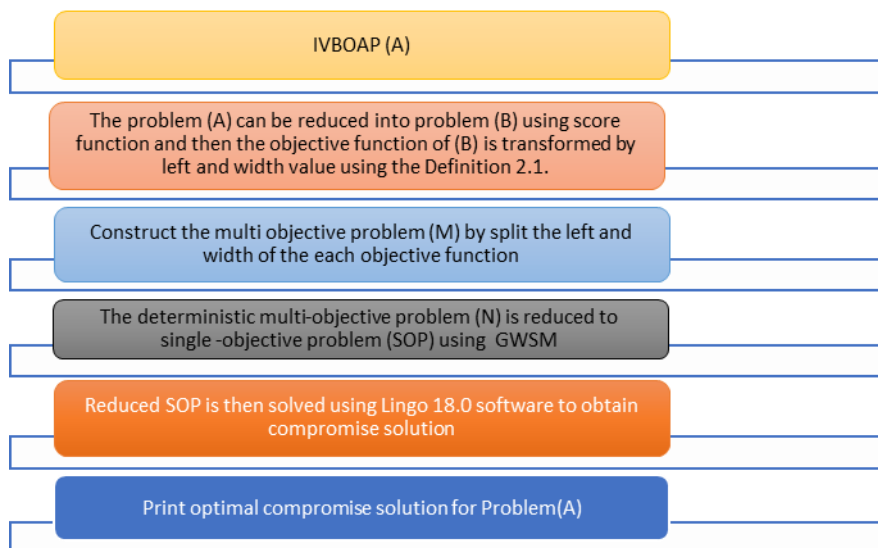 IVBOAP (A)
The problem (A) can be reduced into problem (B) using score
function and then the objective function of (B) is transformed by
left and width value using the Definition 2.1.
Construct the multi objective problem (M) by split the left and
width of the each objective function
The deterministic multi-objective problem (N) is reduced to
single -objective problem (SOP) using  GWSM
Reduced SOP is then solved using Lingo 18.0 software to obtain
compromise solution
Print optimal compromise solution for Problem(A)